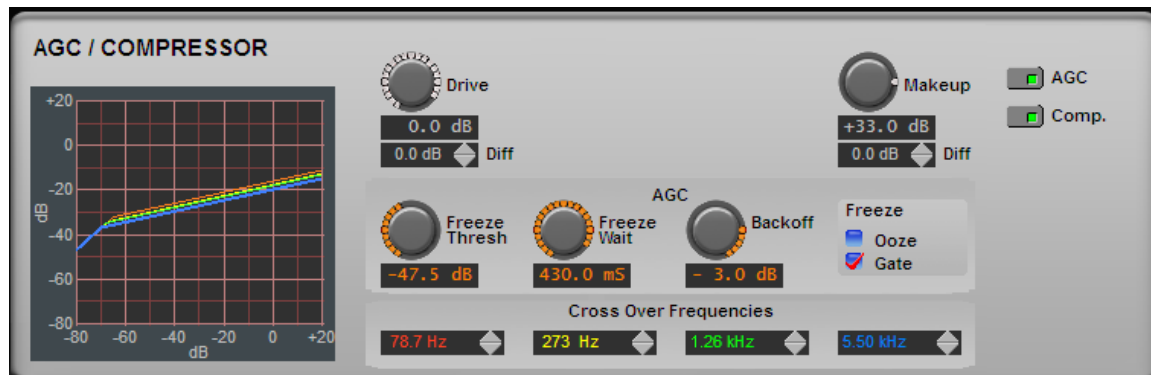 AGC / COMPRESSOR
+20
0
-20
-40
-60
-80
dB
-80 -60 -40 -20 0 +20
dB
Drive
0.0 dB
0.0 dB Diff
Makeup
+33.0 dB
0.0 dB Diff
AGC
Comp.
AGC
Freeze
Thresh
-47.5 dB
Freeze
Wait
430.0 mS
Backoff
- 3.0 dB
Freeze
Ooze
Gate
Cross Over Frequencies
78.7 Hz 273 Hz 1.26 kHz 5.50 kHz